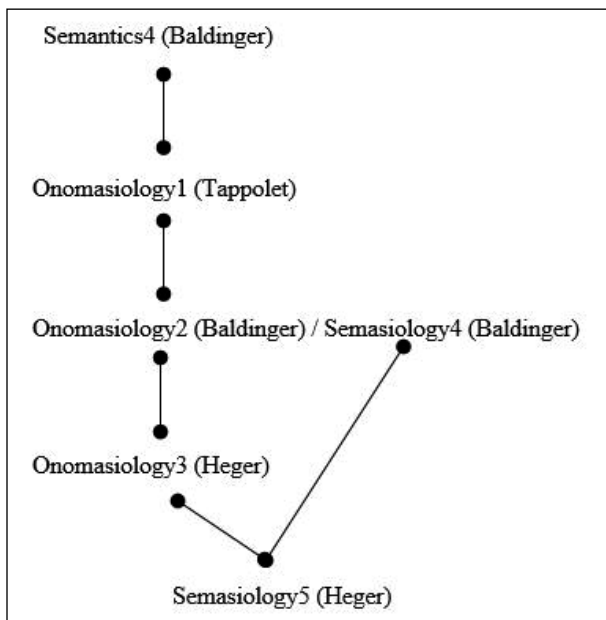 Semantics4 (Baldinger)
Onomasiology1 (Tappolet)
Onomasiology2 (Baldinger) / Semasiology4 (Baldinger)
Onomasiology3 (Heger)
Semasiology5 (Heger)